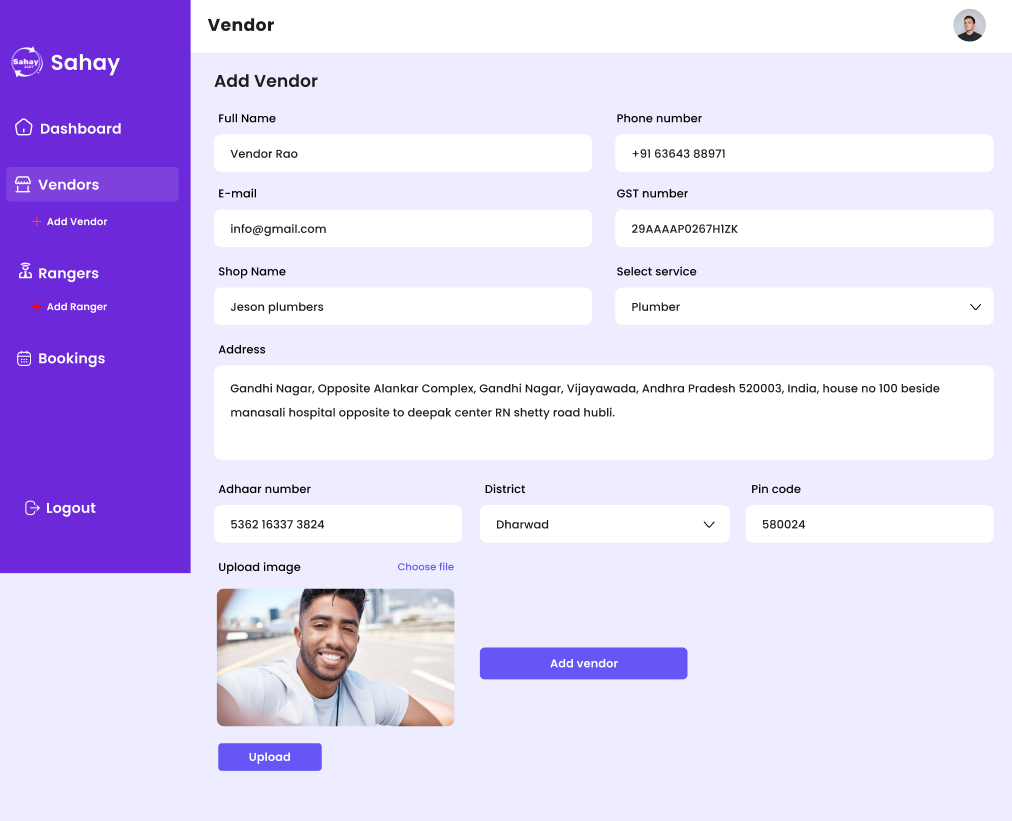 Vendor
Sahay
Sahay
Dashboard
Vendors
Add Vendor
Rangers
Add Ranger
Bookings
Logout
Add Vendor
Full Name
Phone number
Vendor Rao
+91 63643 88971
E-mail
GST number
info@gmail.com
29AAAAP0267H1ZK
Shop Name
Select service
Jeson plumbers
Plumber
Address
Gandhi Nagar, Opposite Alankar Complex, Gandhi Nagar, Vijayawada, Andhra Pradesh 520003, India, house no 100 beside
manasali hospital opposite to deepak center RN shetty road hubli.
Adhaar number
District
Pin code
5362 16337 3824
Dharwad
580024
Upload image
Choose file
Add vendor
Upload